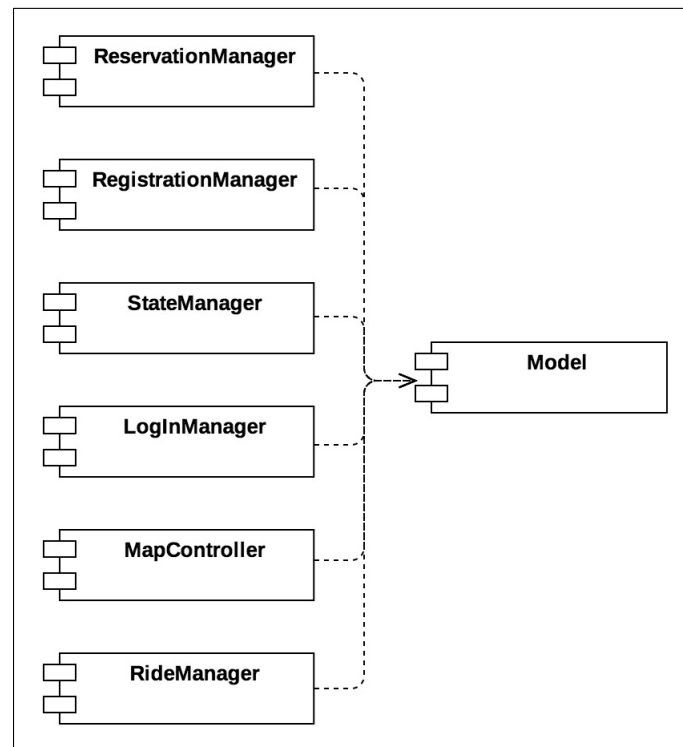 ReservationManager
RegistrationManager
StateManager
Model
LogInManager
MapController
RideManager